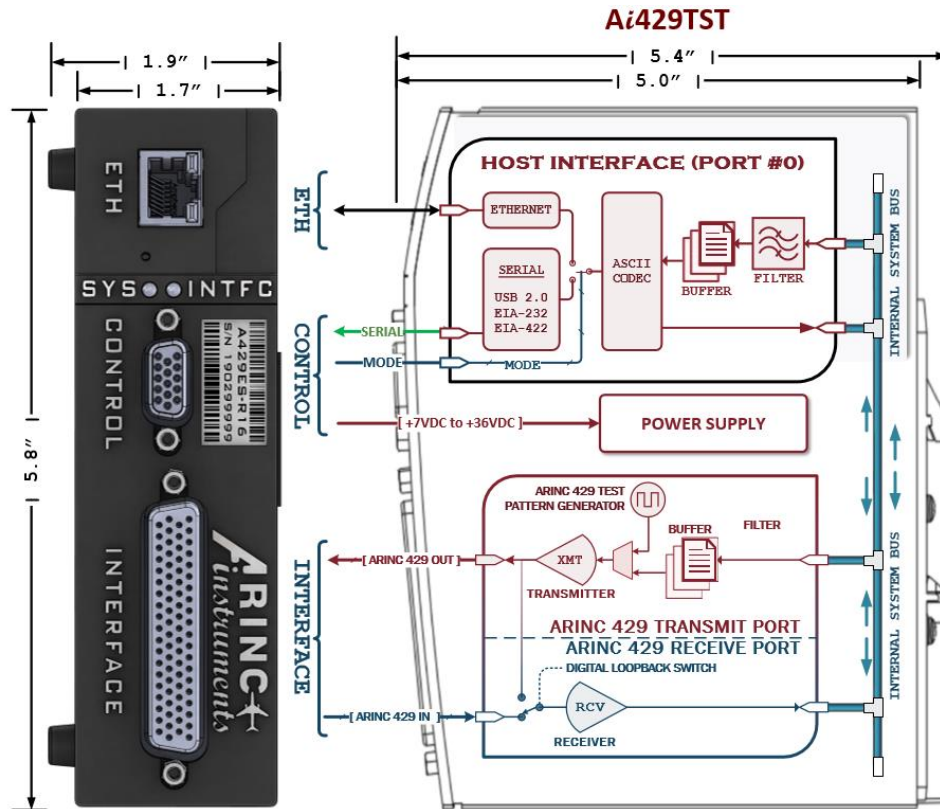 Ai429TST
1.9″
1.7″
5.4″
5.0″
5.8″
ETH
SYS INTFC
CONTROL
A429ES-R16
S/N 190299999
INTERFACE
ARINC
instruments
ETH
CONTROL
INTERFACE
HOST INTERFACE (PORT #0)
ETHERNET
SERIAL
USB 2.0
EIA-232
EIA-422
ASCII
CODEC
BUFFER
FILTER
SERIAL
MODE
MODE
[ +7VDC to +36VDC ]
POWER SUPPLY
INTERNAL SYSTEM BUS
ARINC 429 TEST
PATTERN GENERATOR
BUFFER
FILTER
[ ARINC 429 OUT ]
XMT
TRANSMITTER
ARINC 429 TRANSMIT PORT
ARINC 429 RECEIVE PORT
DIGITAL LOOPBACK SWITCH
[ ARINC 429 IN ]
RCV
RECEIVER
INTERNAL SYSTEM BUS